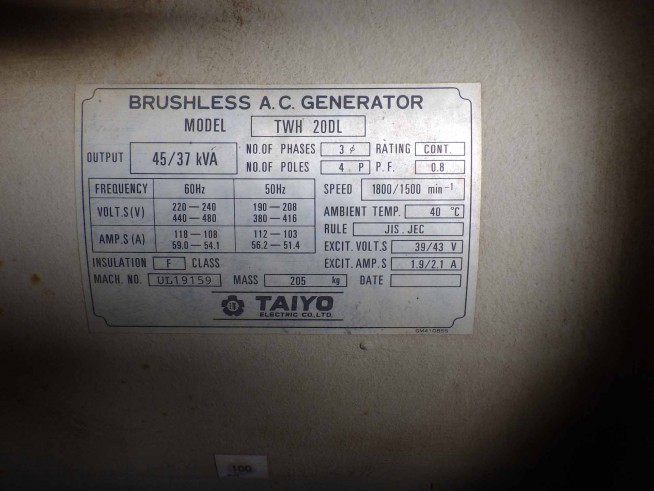 BRUSHLESS A.C. GENERATOR
MODEL TWH 20DL
OUTPUT 45/37 kVA
NO.OF PHASES 3 ϕ RATING CONT.
NO.OF POLES 4 P P.F. 0.8
FREQUENCY 60Hz 50Hz
VOLT.S(V) 220—240 190—208
440—480 380—416
AMP.S(A) 118—108 112—103
59.0—54.1 56.2—51.4
SPEED 1800/1500 min⁻¹
AMBIENT TEMP. 40 °C
RULE JIS.JEC
EXCIT.VOLT.S 39/43 V
INSULATION F CLASS EXCIT.AMP.S 1.9/2.1 A
MACH. NO. UL19159 MASS 205 kg DATE
TAIYO
ELECTRIC CO.,LTD.
100